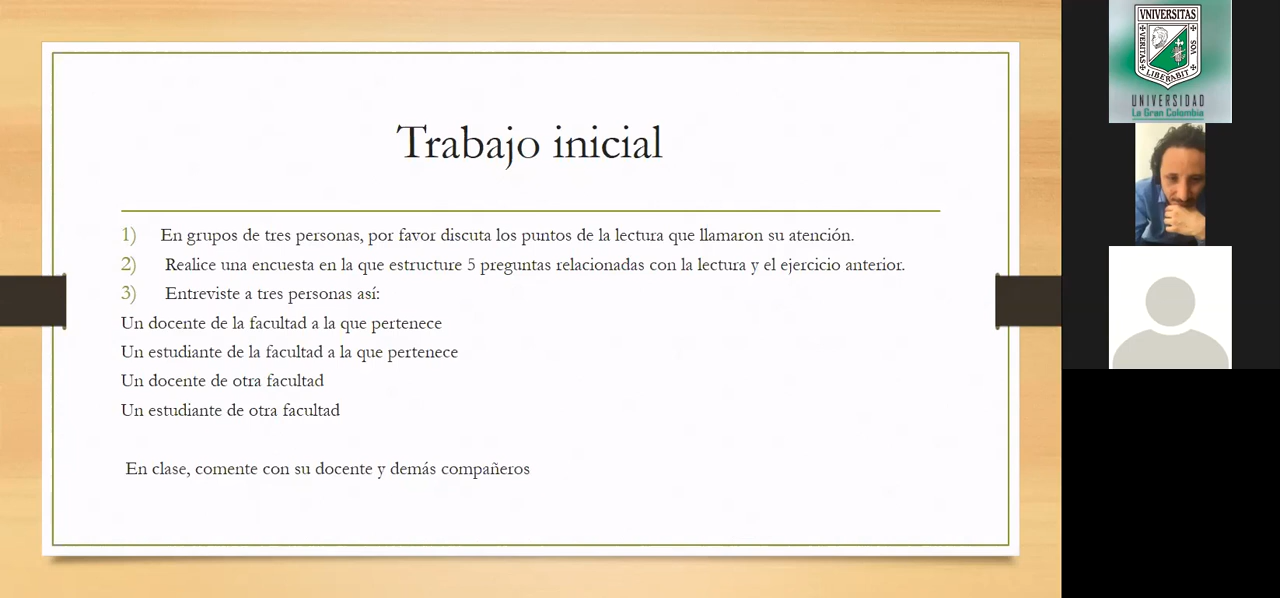 Trabajo inicial
1) En grupos de tres personas, por favor discuta los puntos de la lectura que llamaron su atención.
2) Realice una encuesta en la que estructure 5 preguntas relacionadas con la lectura y el ejercicio anterior.
3) Entreviste a tres personas así:
Un docente de la facultad a la que pertenece
Un estudiante de la facultad a la que pertenece
Un docente de otra facultad
Un estudiante de otra facultad
En clase, comente con su docente y demás compañeros
VNIVERSITAS
VERITAS
LIBERABIT
VOS
UNIVERSIDAD
La Gran Colombia